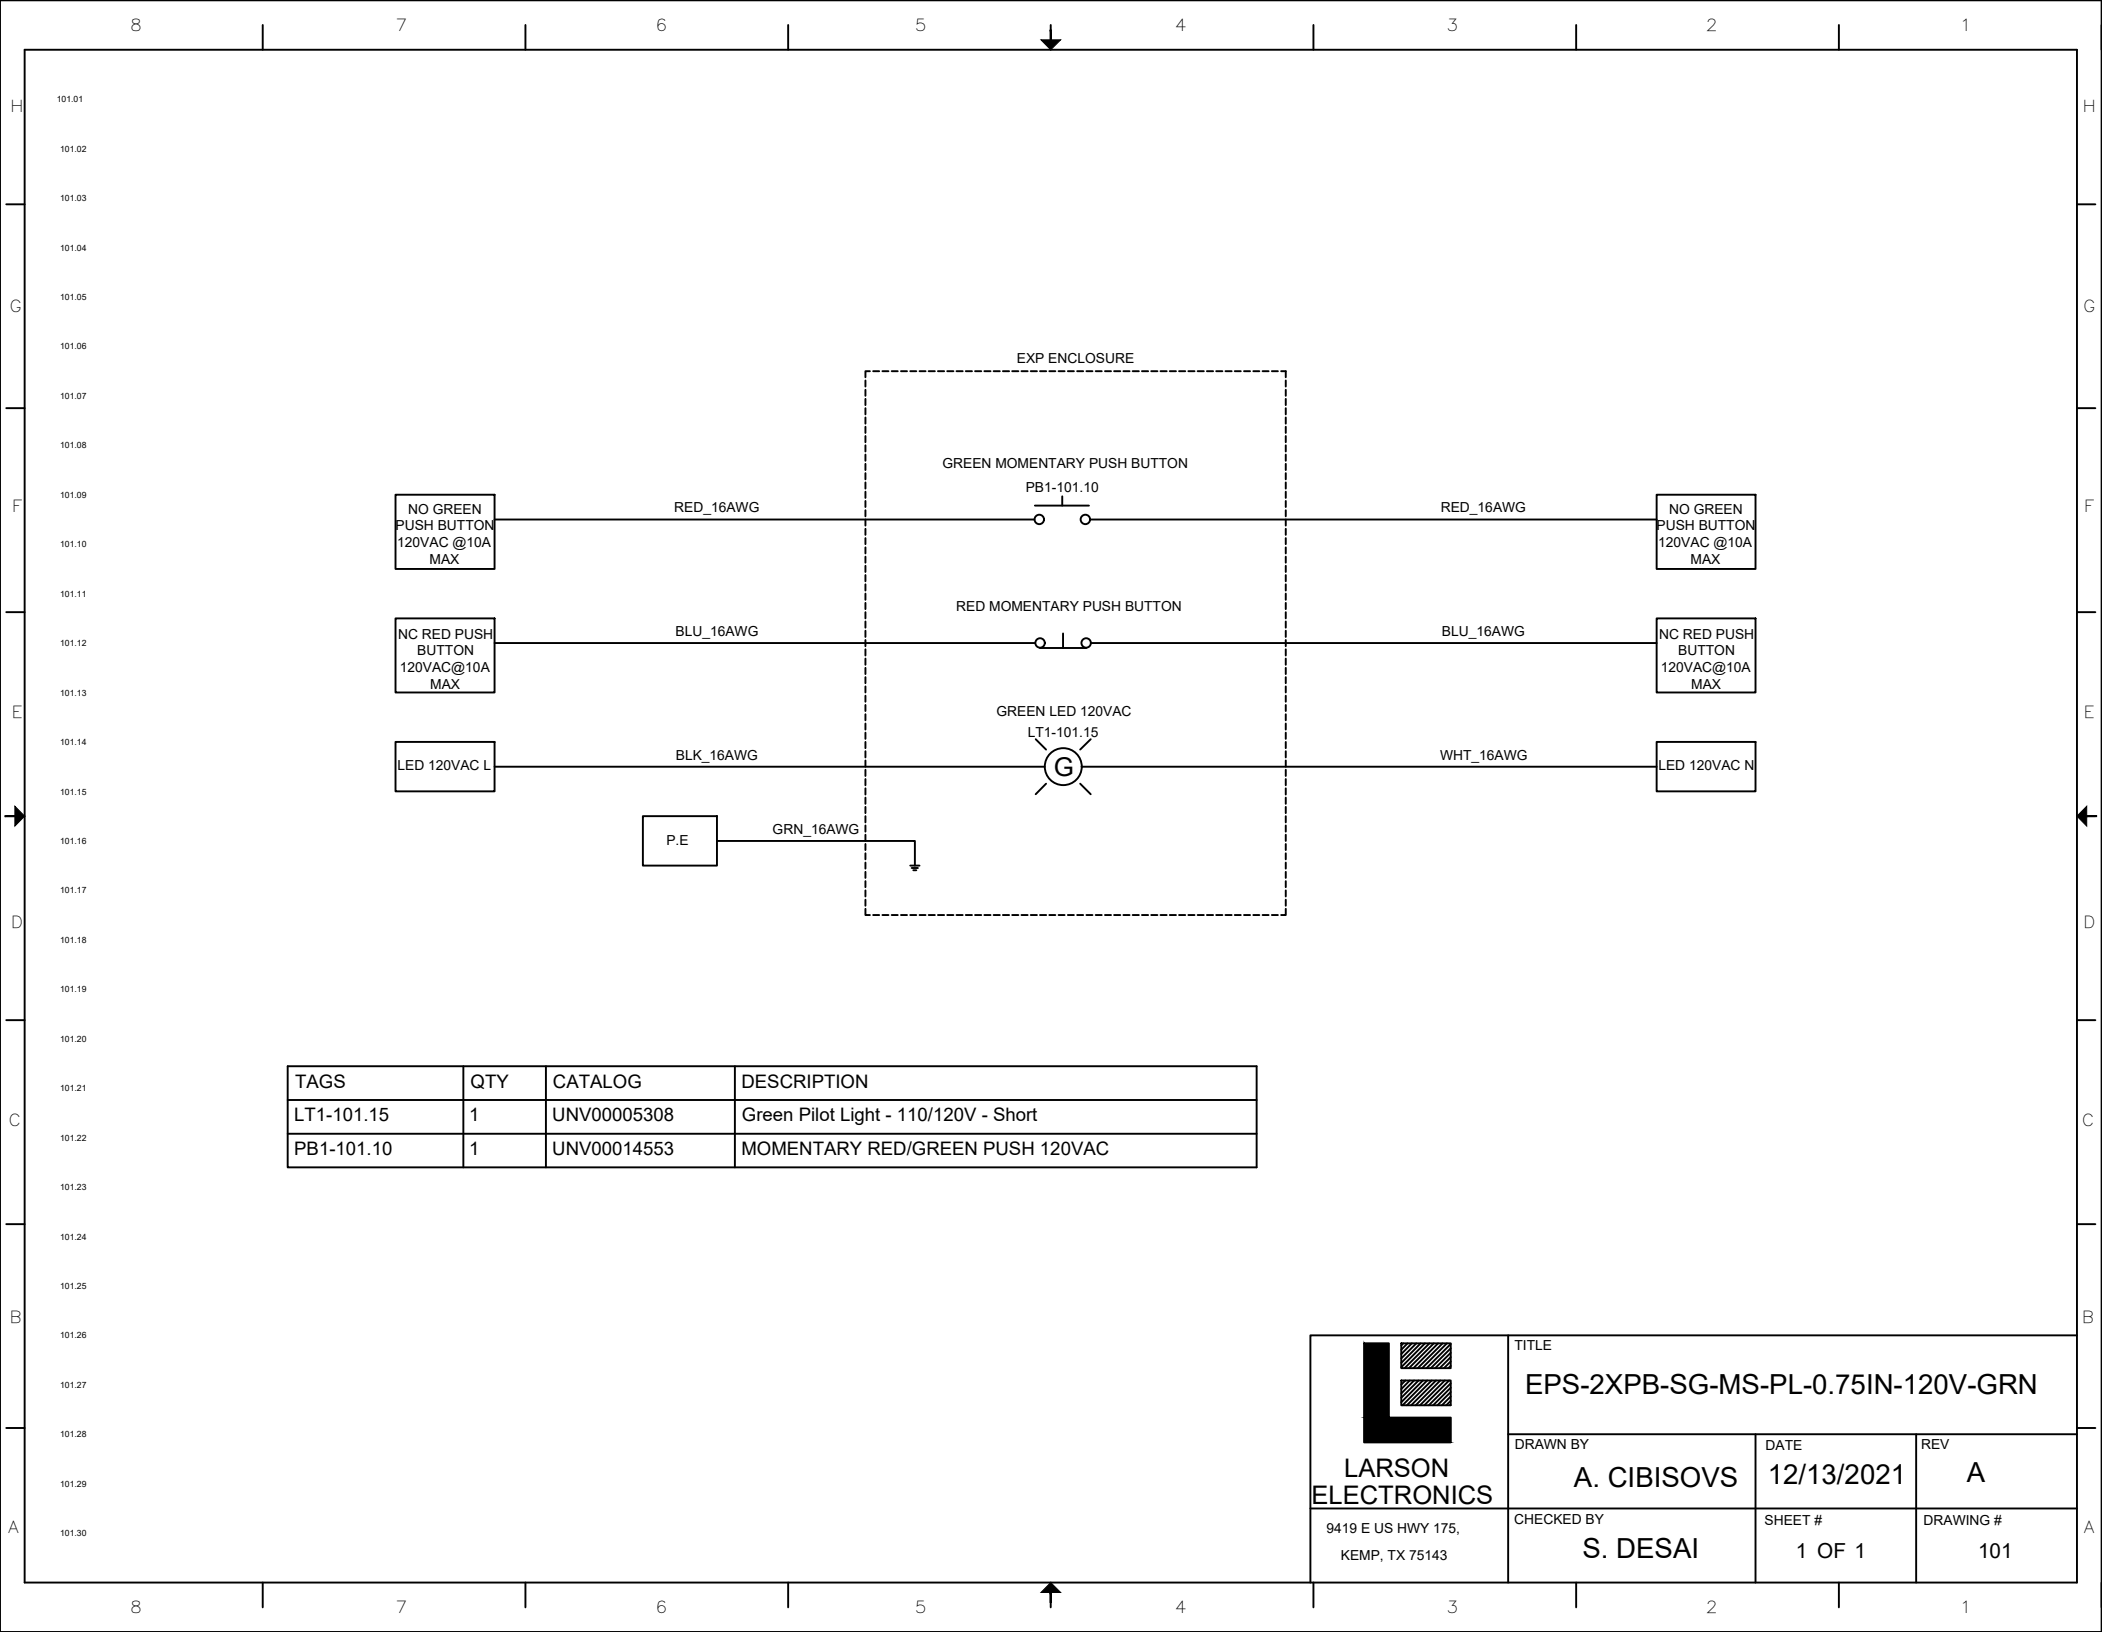 8 7 6 5 4 3 2 1
H H
101.01
101.02
101.03
101.04
101.05
G G
101.06
EXP ENCLOSURE
101.07
101.08
GREEN MOMENTARY PUSH BUTTON
PB1-101.10
101.09
F F
NO GREEN
PUSH BUTTON
120VAC @10A
MAX
RED_16AWG
RED_16AWG
NO GREEN
PUSH BUTTON
120VAC @10A
MAX
101.10
101.11
RED MOMENTARY PUSH BUTTON
NC RED PUSH
BUTTON
120VAC@10A
MAX
BLU_16AWG
BLU_16AWG
NC RED PUSH
BUTTON
120VAC@10A
MAX
101.12
101.13
E E
GREEN LED 120VAC
LT1-101.15
101.14
LED 120VAC L
BLK_16AWG
G
WHT_16AWG
LED 120VAC N
101.15
101.16
P.E
GRN_16AWG
101.17
D D
101.18
101.19
101.20
101.21
TAGS QTY CATALOG DESCRIPTION
LT1-101.15 1 UNV00005308 Green Pilot Light - 110/120V - Short
C C
101.22
PB1-101.10 1 UNV00014553 MOMENTARY RED/GREEN PUSH 120VAC
101.23
101.24
101.25
B B
101.26
101.27
101.28
101.29
101.30
A A
LARSON
ELECTRONICS
9419 E US HWY 175,
KEMP, TX 75143
TITLE
EPS-2XPB-SG-MS-PL-0.75IN-120V-GRN
DRAWN BY
A. CIBISOVS
DATE
12/13/2021
REV
A
CHECKED BY
S. DESAI
SHEET #
1 OF 1
DRAWING #
101
8 7 6 5 4 3 2 1